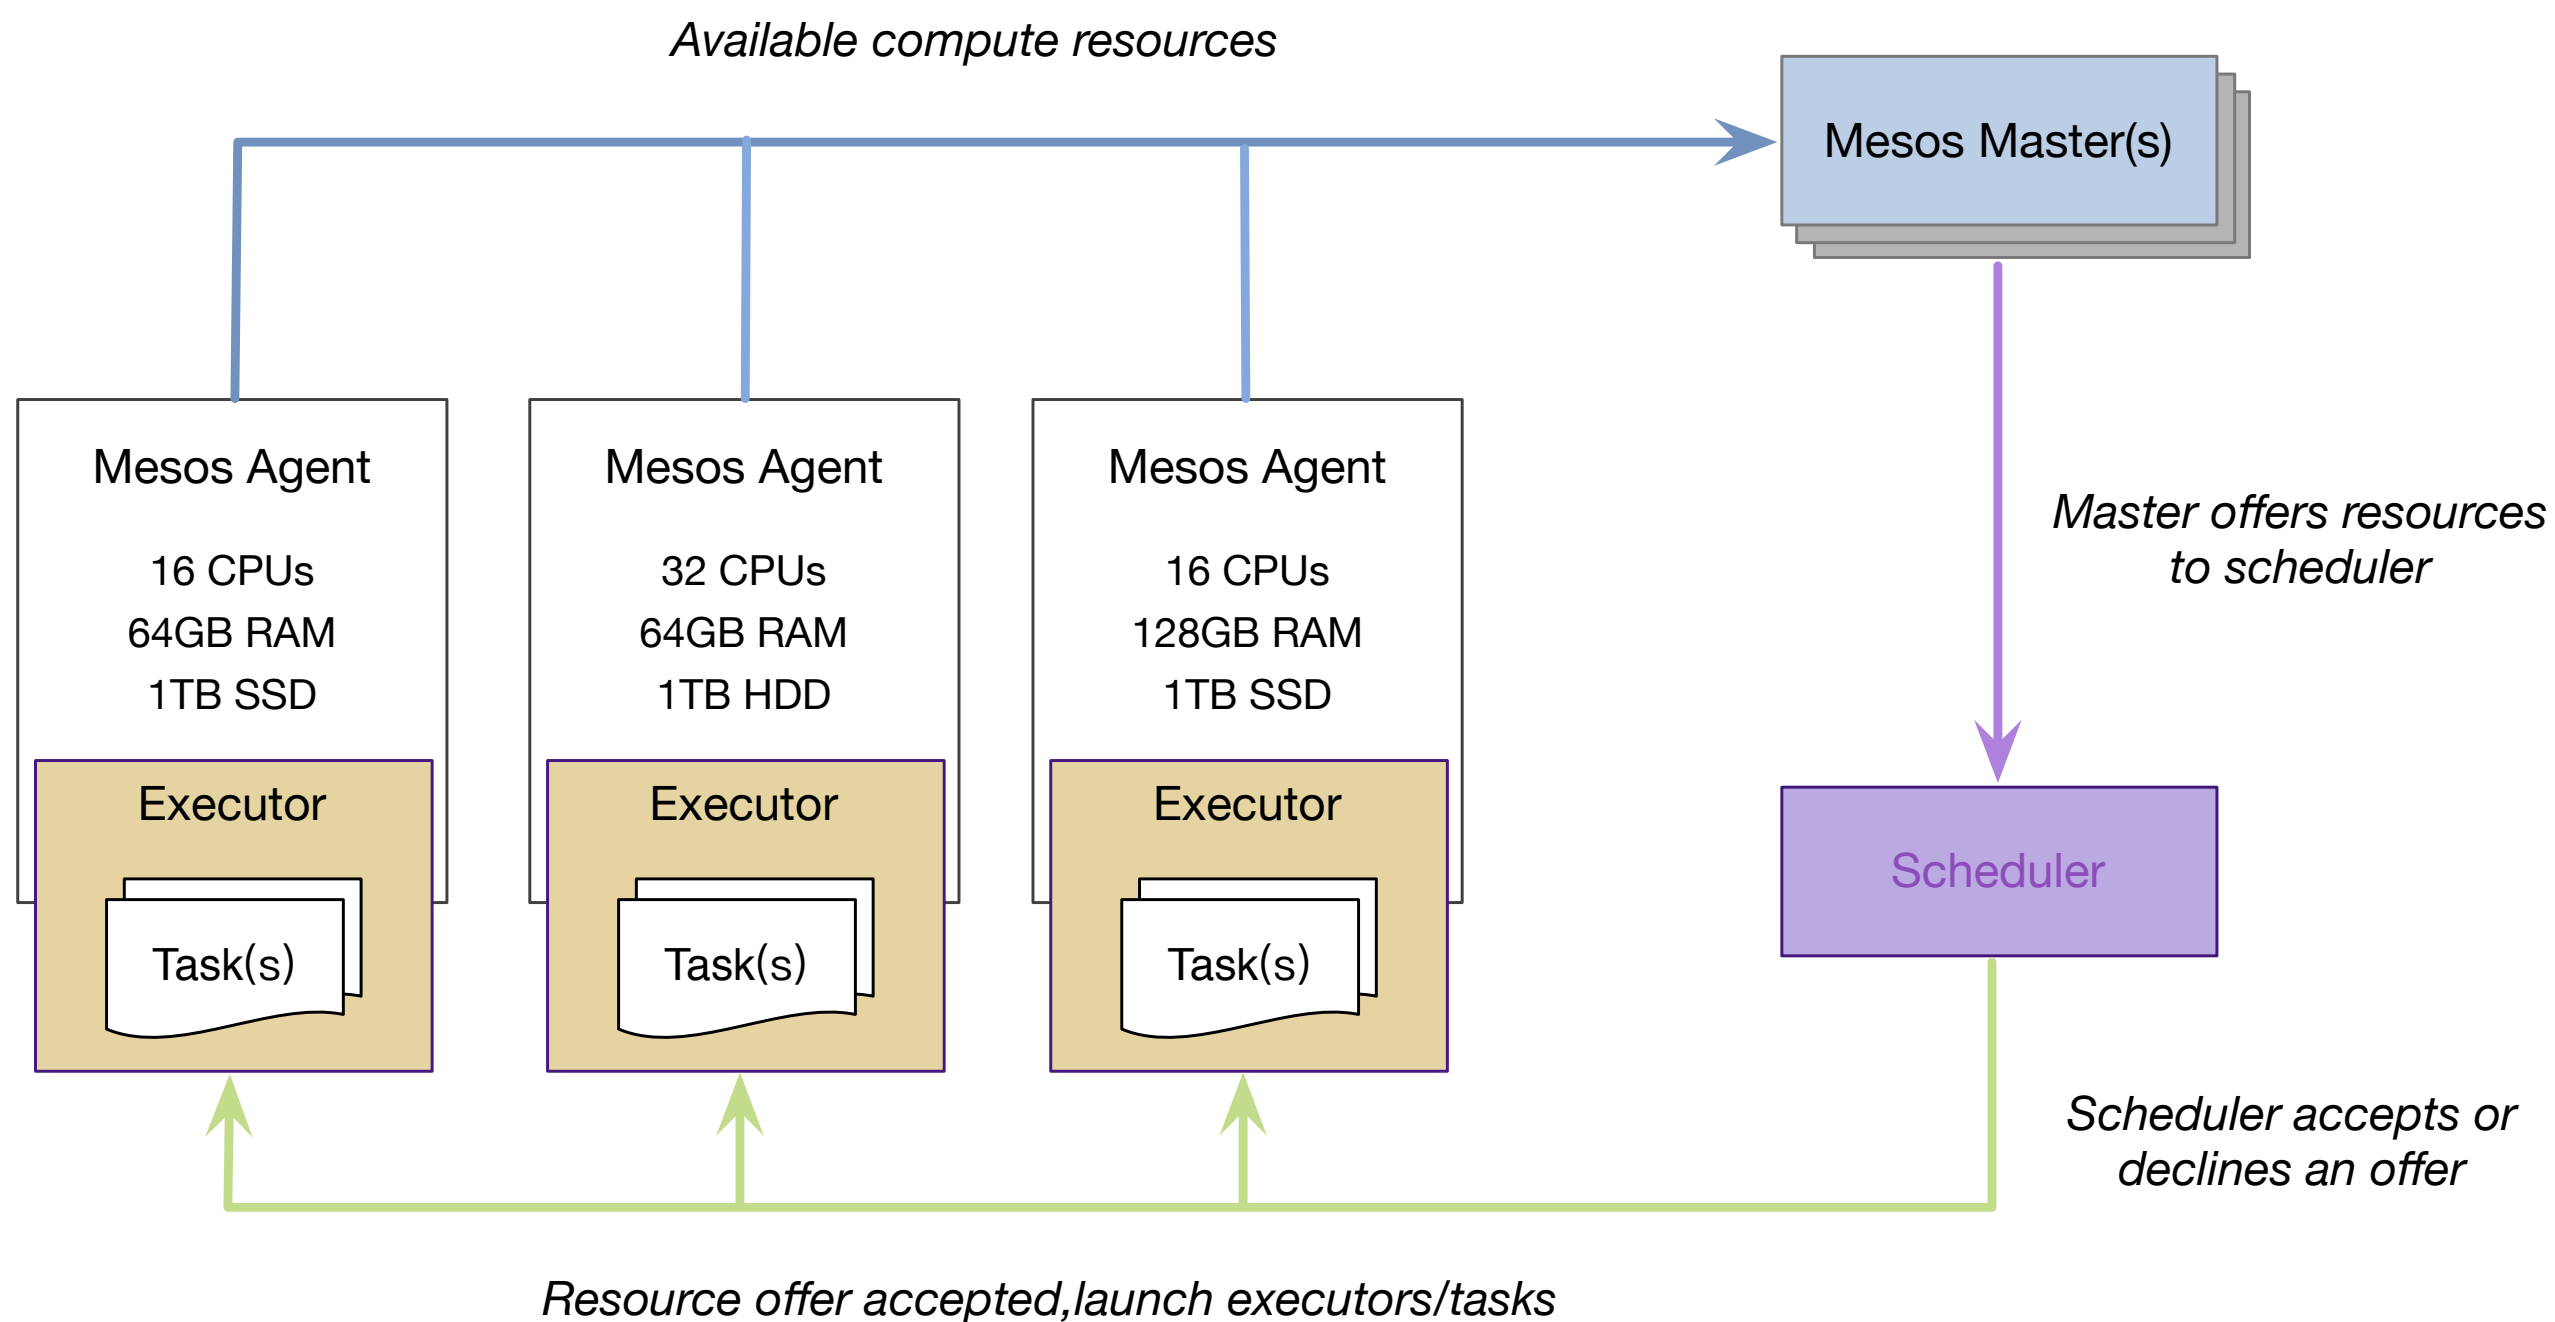 Available compute resources
Mesos Master(s)
Mesos Agent
16 CPUs
64GB RAM
1TB SSD
Executor
Task(s)
Mesos Agent
32 CPUs
64GB RAM
1TB HDD
Executor
Task(s)
Mesos Agent
16 CPUs
128GB RAM
1TB SSD
Executor
Task(s)
Master offers resources
to scheduler
Scheduler
Scheduler accepts or
declines an offer
Resource offer accepted,launch executors/tasks